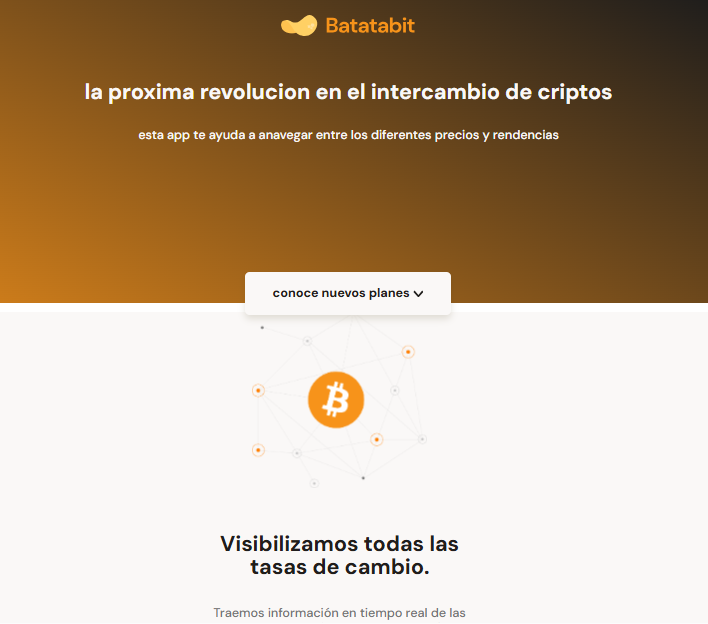 Batatabit
la proxima revolucion en el intercambio de criptos
esta app te ayuda a anavegar entre los diferentes precios y rendencias
conoce nuevos planes
Visibilizamos todas las
tasas de cambio.
Traemos información en tiempo real de las